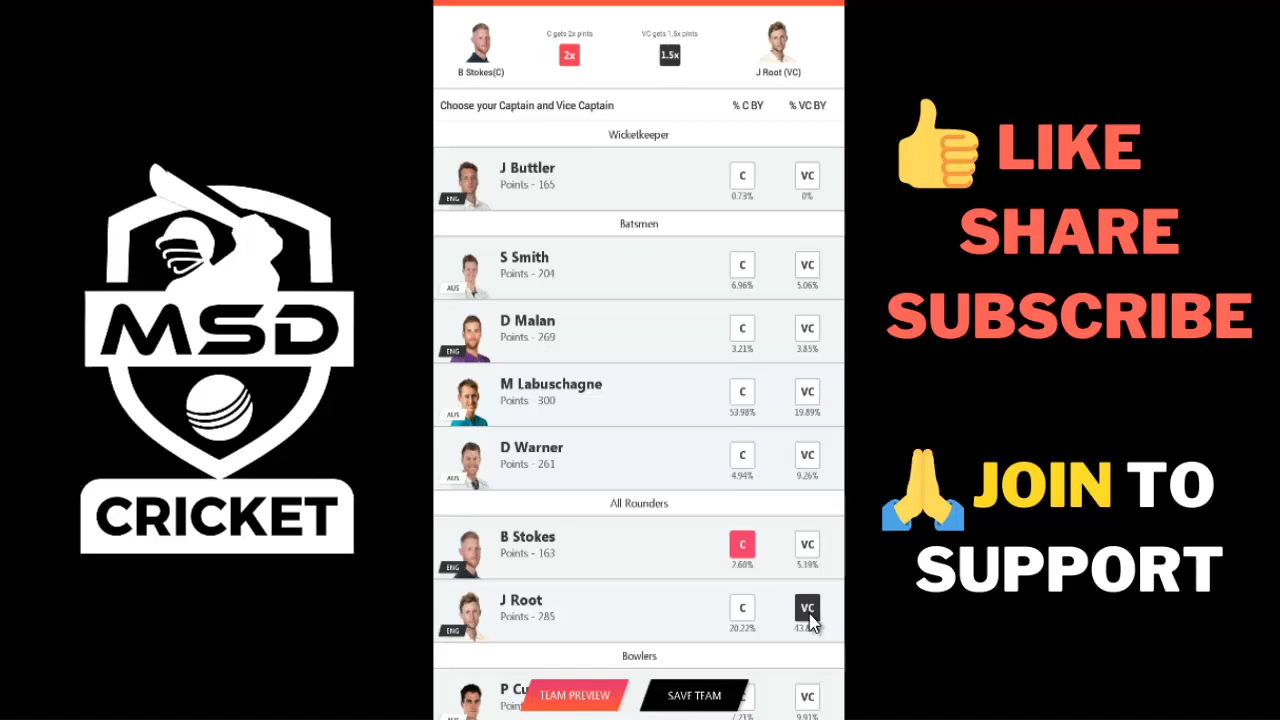 C gets 2x pints
2x
VC gets 1.5x pints
1.5x
B Stokes(C)
J Root (VC)
Choose your Captain and Vice Captain
% C BY
% VC BY
Wicketkeeper
J Buttler
Points - 165
ENG
C
0.73%
VC
0%
Batsmen
S Smith
Points - 204
AUS
C
6.96%
VC
5.06%
D Malan
Points - 269
ENG
C
3.21%
VC
3.85%
M Labuschagne
Points - 300
AUS
C
53.98%
VC
19.89%
D Warner
Points - 261
AUS
C
4.94%
VC
9.26%
All Rounders
B Stokes
Points - 163
ENG
C
VC
5.19%
J Root
Points - 285
ENG
C
20.22%
VC
Bowlers
TEAM PREVIEW
SAVE TEAM
VC
9.91%
MSD
CRICKET
LIKE
SHARE
SUBSCRIBE
JOIN TO
SUPPORT